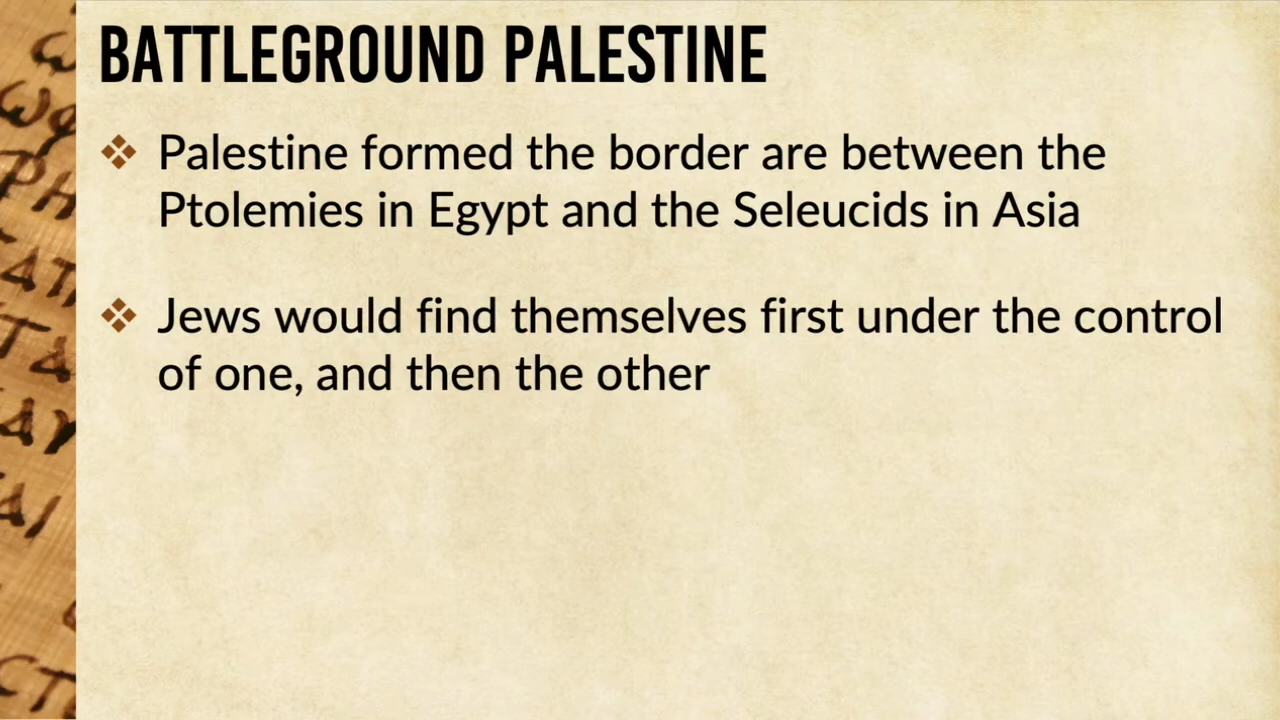 BATTLEGROUND PALESTINE
❖ Palestine formed the border are between the
Ptolemies in Egypt and the Seleucids in Asia
❖ Jews would find themselves first under the control
of one, and then the other